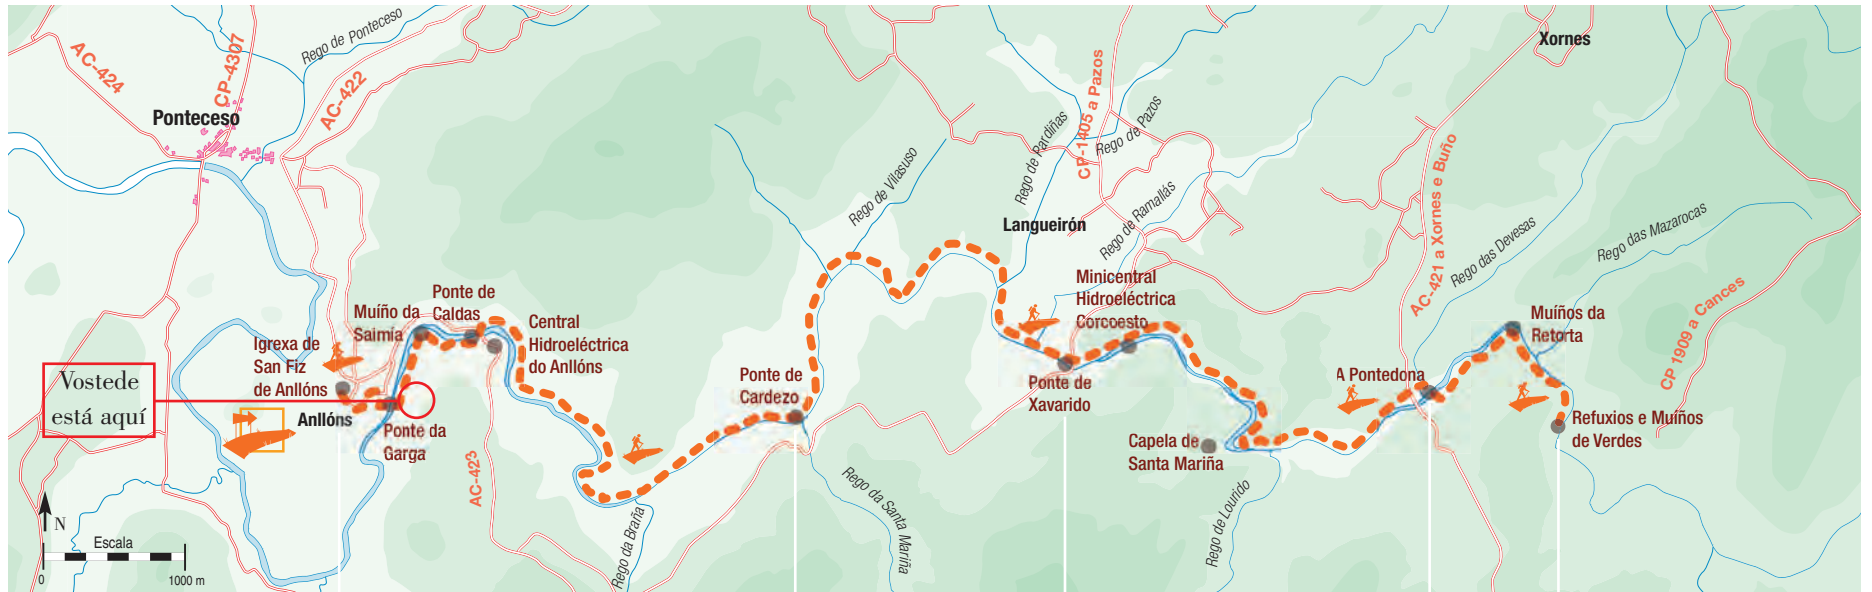 AC-424
CP-4307
Rego de Ponteceso
AC-422
Ponteceso
Xornes
CP-1405 a Pazos
Rego de Pardiñas
Rego de Pazos
Rego de Vilasuso
Rego de Ramallás
Langueirón
AC-421 a Xornes e Buño
Rego das Devesas
Rego das Mazarocas
CP 1909 a Cances
Minicentral
Hidroeléctrica
Corcoesto
Ponte de
Caldas
Muíño da
Saimia
Central
Hidroeléctrica
do Anllóns
Igrexa de
San Fiz
de Anllóns
Muíños da
Retorta
Vostede
está aquí
Anllóns
Ponte da
Garga
Ponte de
Cardezo
Ponte de
Xavarido
A Pontedona
Refuxios e Muíños
de Verdes
Capela de
Santa Mariña
AC-423
Rego da Braña
Rego da Santa Mariña
Rego de Lourido
N
Escala
0
1000 m